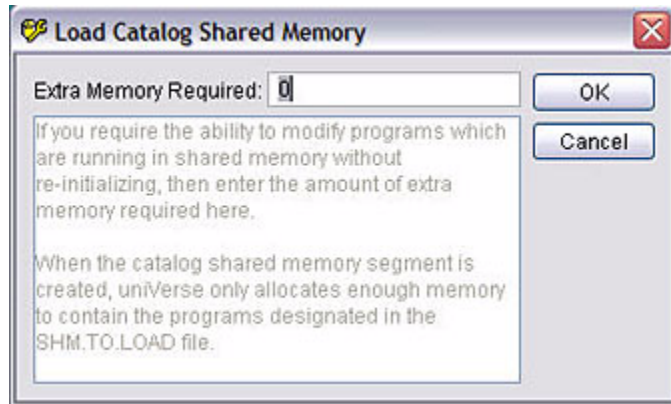 Load Catalog Shared Memory
Extra Memory Required: 0
OK
If you require the ability to modify programs which
are running in shared memory without
re-initializing, then enter the amount of extra
memory required here.
Cancel
When the catalog shared memory segment is
created, uniVerse only allocates enough memory
to contain the programs designated in the
SHM.TO.LOAD file.